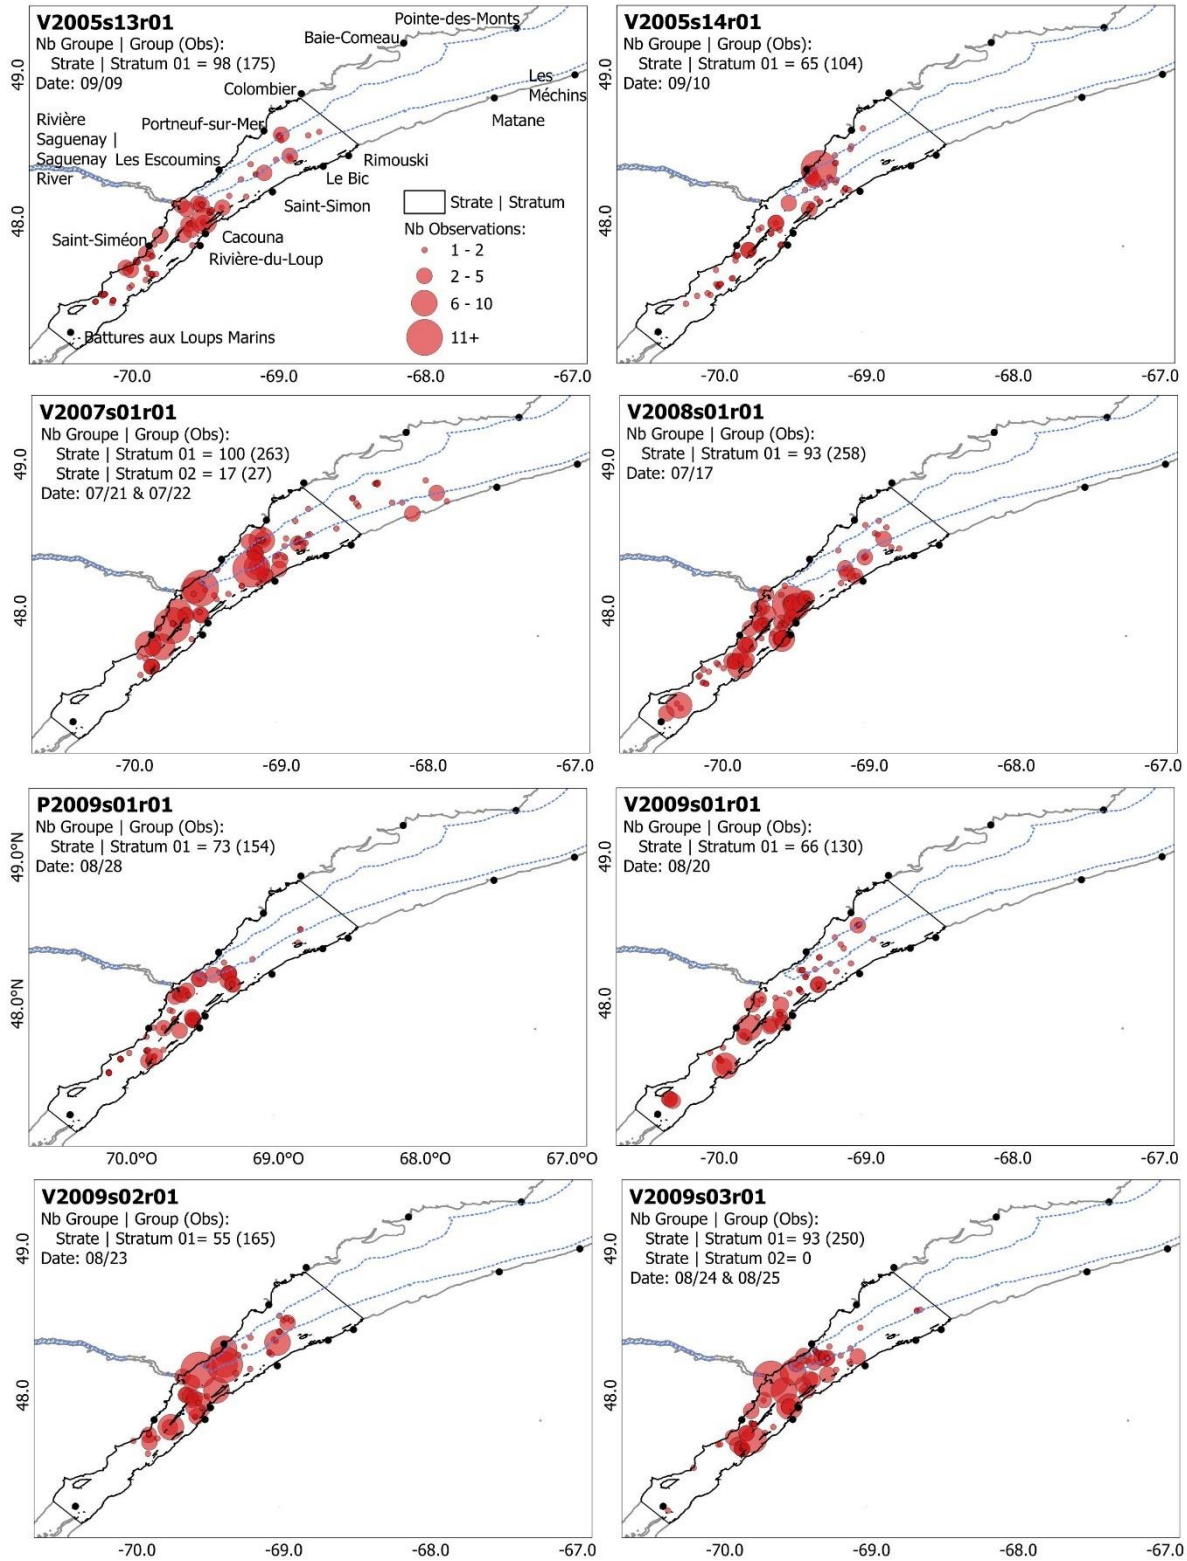 V2005s13r01
Nb Groupe | Group (Obs):
Strate | Stratum 01 = 98 (175)
Date: 09/09
Pointe-des-Monts
Baie-Comeau
Les
Méchins
Colombier
Matane
Rivière
Saguenay |
Saguenay
River
Portneuf-sur-Mer
Les Escoumins
Rimouski
Le Bic
Saint-Simon
Strate | Stratum
Nb Observations:
1 - 2
2 - 5
6 - 10
11+
Saint-Siméon
Cacouna
Rivière-du-Loup
Battures aux Loups Marins
49.0
48.0
-70.0 -69.0 -68.0 -67.0
V2005s14r01
Nb Groupe | Group (Obs):
Strate | Stratum 01 = 65 (104)
Date: 09/10
49.0
48.0
-70.0 -69.0 -68.0 -67.0
V2007s01r01
Nb Groupe | Group (Obs):
Strate | Stratum 01 = 100 (263)
Strate | Stratum 02 = 17 (27)
Date: 07/21 & 07/22
49.0
48.0
-70.0 -69.0 -68.0 -67.0
V2008s01r01
Nb Groupe | Group (Obs):
Strate | Stratum 01 = 93 (258)
Date: 07/17
49.0
48.0
-70.0 -69.0 -68.0 -67.0
P2009s01r01
Nb Groupe | Group (Obs):
Strate | Stratum 01 = 73 (154)
Date: 08/28
49.0°N
48.0°N
70.0°O 69.0°O 68.0°O 67.0°O
V2009s01r01
Nb Groupe | Group (Obs):
Strate | Stratum 01 = 66 (130)
Date: 08/20
49.0
48.0
-70.0 -69.0 -68.0 -67.0
V2009s02r01
Nb Groupe | Group (Obs):
Strate | Stratum 01= 55 (165)
Date: 08/23
49.0
48.0
-70.0 -69.0 -68.0 -67.0
V2009s03r01
Nb Groupe | Group (Obs):
Strate | Stratum 01= 93 (250)
Strate | Stratum 02= 0
Date: 08/24 & 08/25
49.0
48.0
-70.0 -69.0 -68.0 -67.0